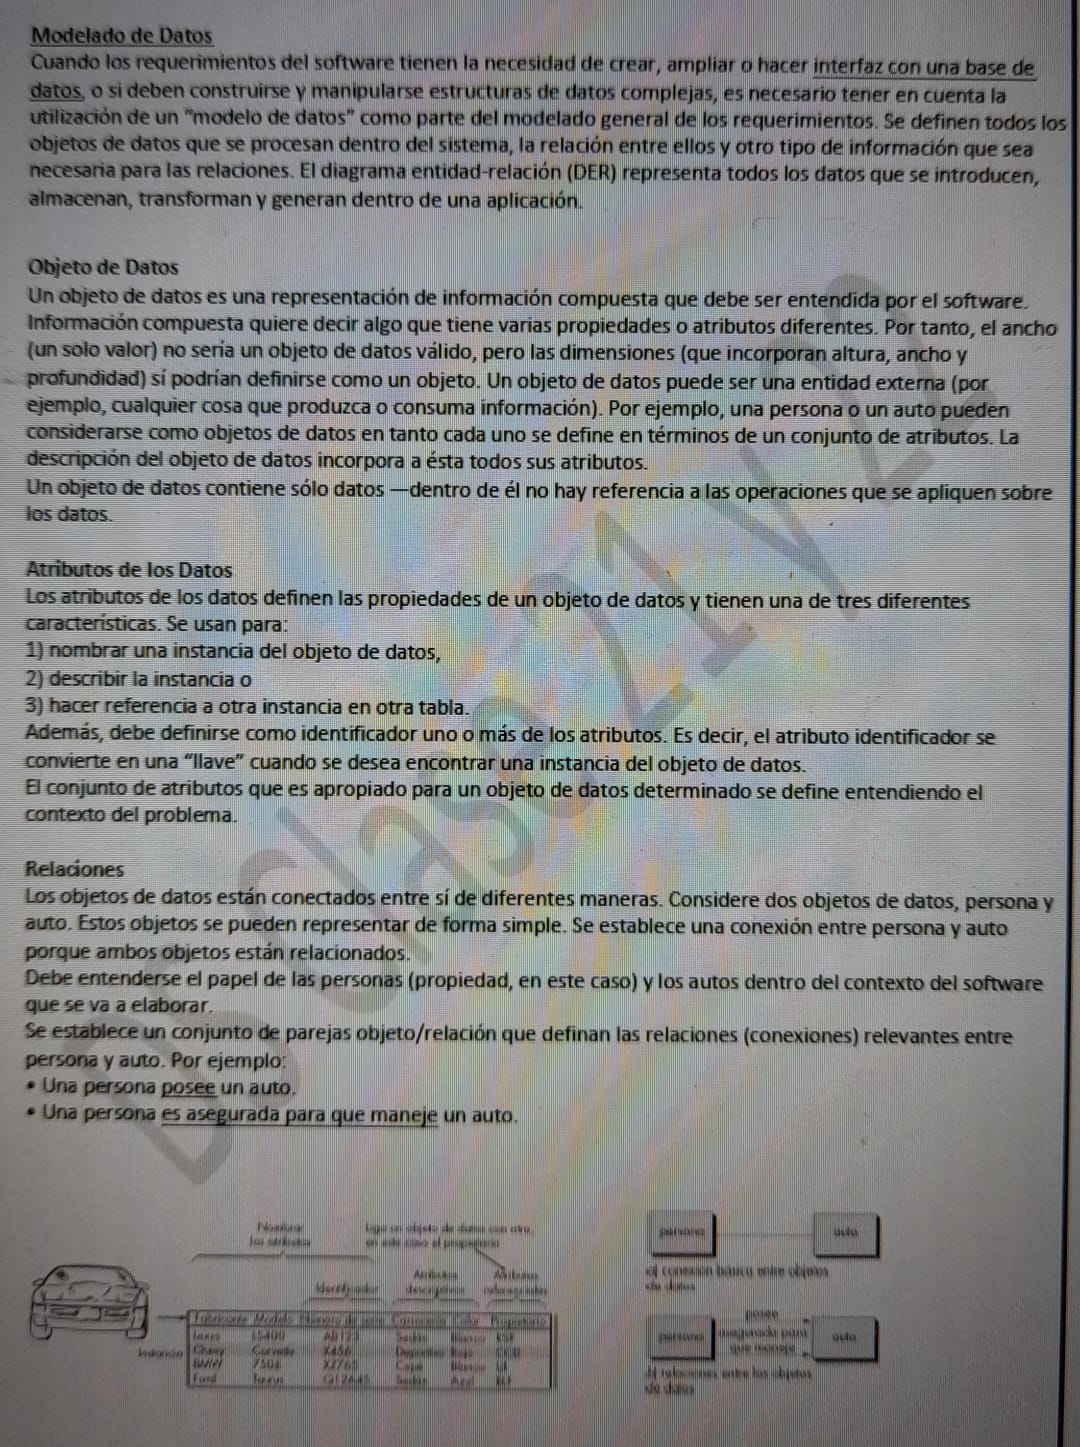 Modelado de Datos
Cuando los requerimientos del software tienen la necesidad de crear, ampliar o hacer interfaz con una base de
datos, o si deben construirse y manipularse estructuras de datos complejas, es necesario tener en cuenta la
utilización de un “modelo de datos” como parte del modelado general de los requerimientos. Se definen todos los
objetos de datos que se procesan dentro del sistema, la relación entre ellos y otro tipo de información que sea
necesaria para las relaciones. El diagrama entidad-relación (DER) representa todos los datos que se introducen,
almacenan, transforman y generan dentro de una aplicación.
Objeto de Datos
Un objeto de datos es una representación de información compuesta que debe ser entendida por el software.
Información compuesta quiere decir algo que tiene varias propiedades o atributos diferentes. Por tanto, el ancho
(un solo valor) no sería un objeto de datos válido, pero las dimensiones (que incorporan altura, ancho y
profundidad) sí podrían definirse como un objeto. Un objeto de datos puede ser una entidad externa (por
ejemplo, cualquier cosa que produzca o consuma información). Por ejemplo, una persona o un auto pueden
considerarse como objetos de datos en tanto cada uno se define en términos de un conjunto de atributos. La
descripción del objeto de datos incorpora a ésta todos sus atributos.
Un objeto de datos contiene sólo datos —dentro de él no hay referencia a las operaciones que se apliquen sobre
los datos.
Atributos de los Datos
Los atributos de los datos definen las propiedades de un objeto de datos y tienen una de tres diferentes
características. Se usan para:
1) nombrar una instancia del objeto de datos,
2) describir la instancia o
3) hacer referencia a otra instancia en otra tabla.
Además, debe definirse como identificador uno o más de los atributos. Es decir, el atributo identificador se
convierte en una “llave” cuando se desea encontrar una instancia del objeto de datos.
El conjunto de atributos que es apropiado para un objeto de datos determinado se define entendiendo el
contexto del problema.
Relaciones
Los objetos de datos están conectados entre sí de diferentes maneras. Considere dos objetos de datos, persona y
auto. Estos objetos se pueden representar de forma simple. Se establece una conexión entre persona y auto
porque ambos objetos están relacionados.
Debe entenderse el papel de las personas (propiedad, en este caso) y los autos dentro del contexto del software
que se va a elaborar.
Se establece un conjunto de parejas objeto/relación que definan las relaciones (conexiones) relevantes entre
persona y auto. Por ejemplo:
• Una persona posee un auto.
• Una persona es asegurada para que maneje un auto.
Nombrar
los atributos
liga un objeto de datos con otro,
en este caso el propietario
Identificador
Atributos
descriptivos
Atributos
referenciales
Fabricante Modelo Número de serie Carrocería Color Propietario
Instancia
Lexus LS400 AB123 Sedán Blanco RSP
Chevy Corvette X456 Deportivo Rojo CCD
BMW 750iL XZ765 Cupé Blanco
Ford Taurus Q12A45 Sedán Azul
persona auto
a) conexión básica entre objetos
de datos
persona
posee
asegurada para
que maneje
auto
b) relaciones entre los objetos
de datos
Clase 21 y 22